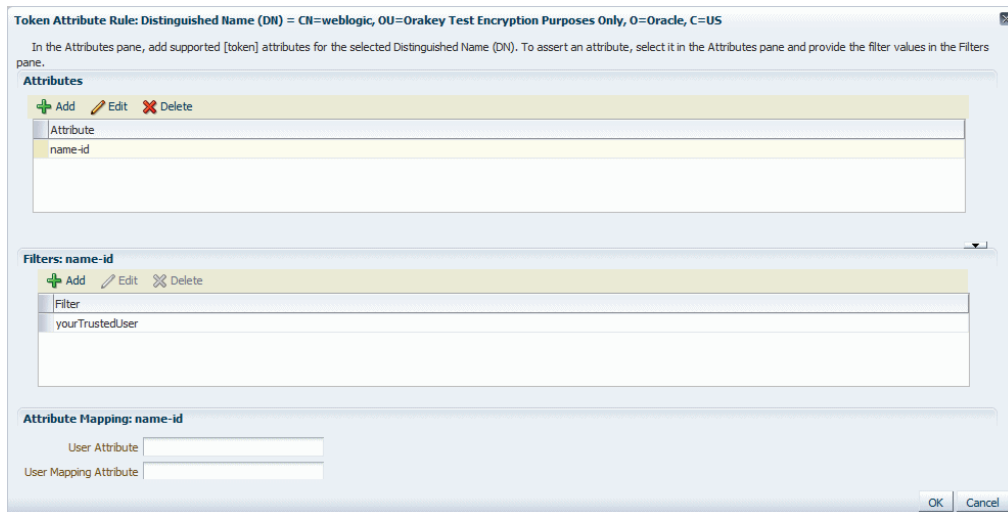 Token Attribute Rule: Distinguished Name (DN) = CN=weblogic, OU=Orakey Test Encryption Purposes Only, O=Oracle, C=US
In the Attributes pane, add supported [token] attributes for the selected Distinguished Name (DN). To assert an attribute, select it in the Attributes pane and provide the filter values in the Filters
pane.
Attributes
Add Edit Delete
Attribute
name-id
Filters: name-id
Add Edit Delete
Filter
yourTrustedUser
Attribute Mapping: name-id
User Attribute
User Mapping Attribute
OK Cancel